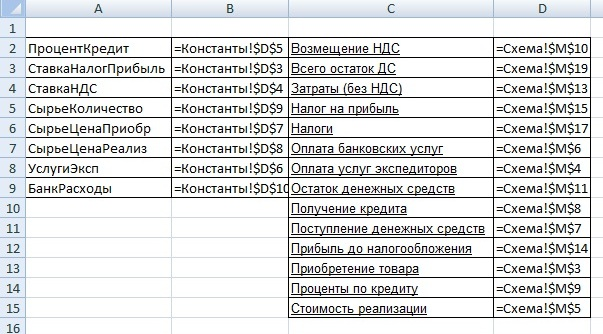 A B C D
1
2 ПроцентКредит =Константы!$D$5 Возмещение НДС =Схема!$M$10
3 СтавкаНалогПрибыль =Константы!$D$3 Всего остаток ДС =Схема!$M$19
4 СтавкаНДС =Константы!$D$4 Затраты (без НДС) =Схема!$M$13
5 СырьеКоличество =Константы!$D$9 Налог на прибыль =Схема!$M$15
6 СырьеЦенаПриобр =Константы!$D$7 Налоги =Схема!$M$17
7 СырьеЦенаРеализ =Константы!$D$8 Оплата банковских услуг =Схема!$M$6
8 УслугиЭксп =Константы!$D$6 Оплата услуг экспедиторов =Схема!$M$4
9 БанкРасходы =Константы!$D$10 Остаток денежных средств =Схема!$M$11
10 Получение кредита =Схема!$M$8
11 Поступление денежных средств =Схема!$M$7
12 Прибыль до налогообложения =Схема!$M$14
13 Приобретение товара =Схема!$M$3
14 Проценты по кредиту =Схема!$M$9
15 Стоимость реализации =Схема!$M$5
16